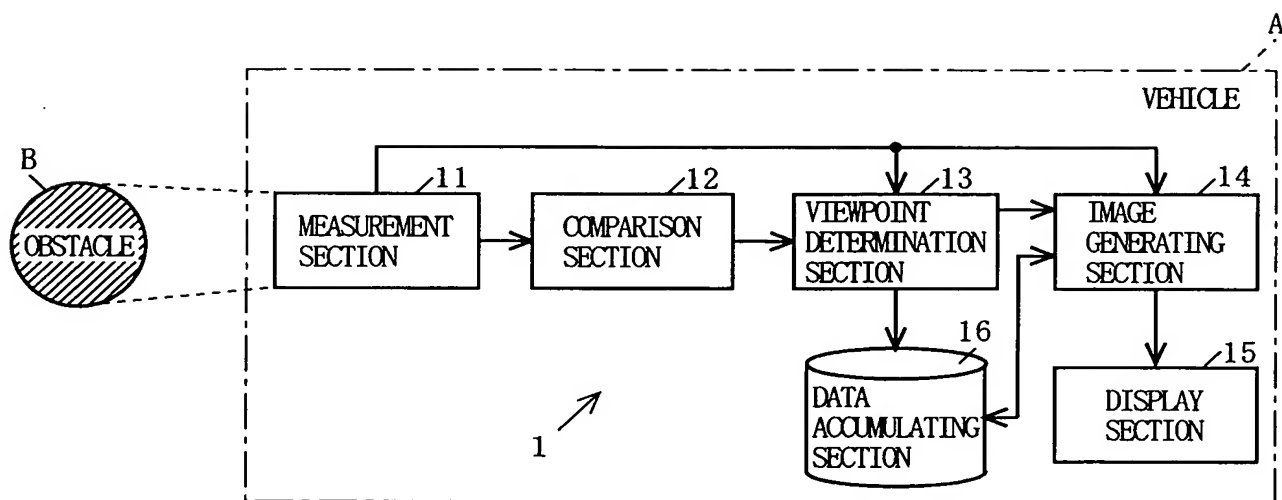 A
VEHICLE
B
OBSTACLE
11
MEASUREMENT
SECTION
12
COMPARISON
SECTION
13
VIEWPOINT
DETERMINATION
SECTION
14
IMAGE
GENERATING
SECTION
16
DATA
ACCUMULATING
SECTION
15
DISPLAY
SECTION
1